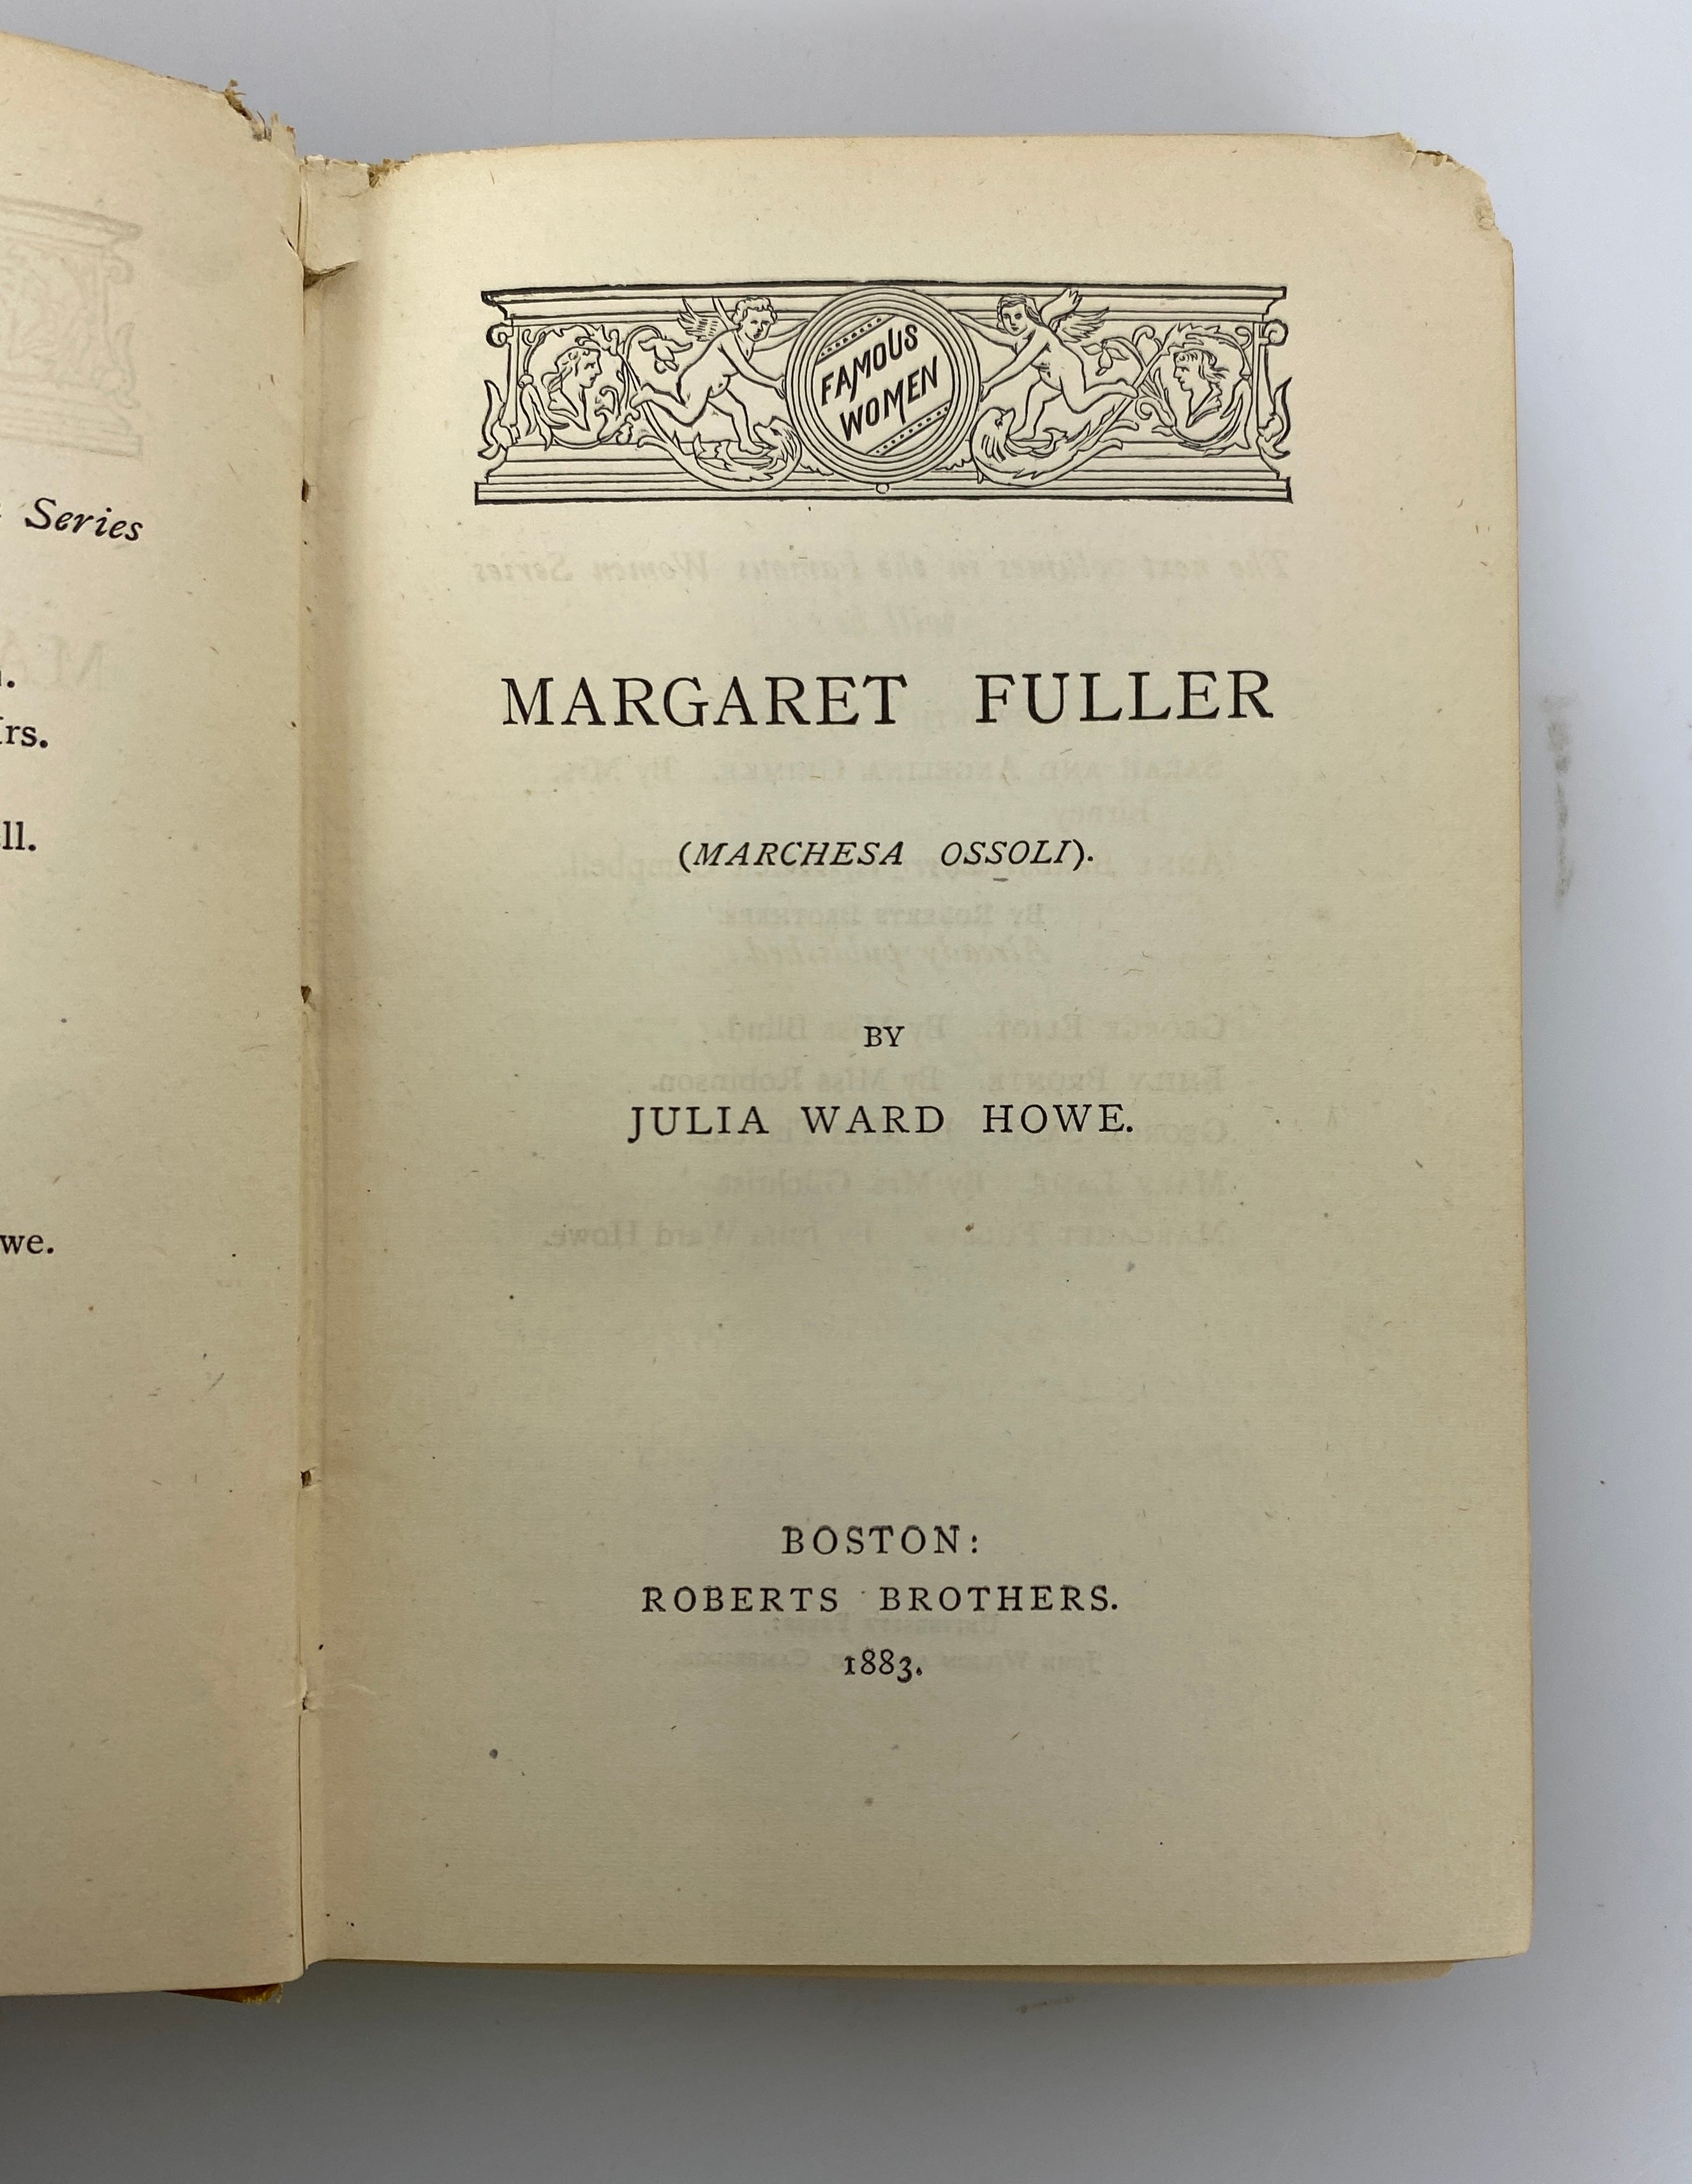 Series
rs.
ll.
we.
FAMOUS
WOMEN
MARGARET FULLER
(MARCHESA OSSOLI).
BY
JULIA WARD HOWE.
BOSTON:
ROBERTS BROTHERS.
1883.